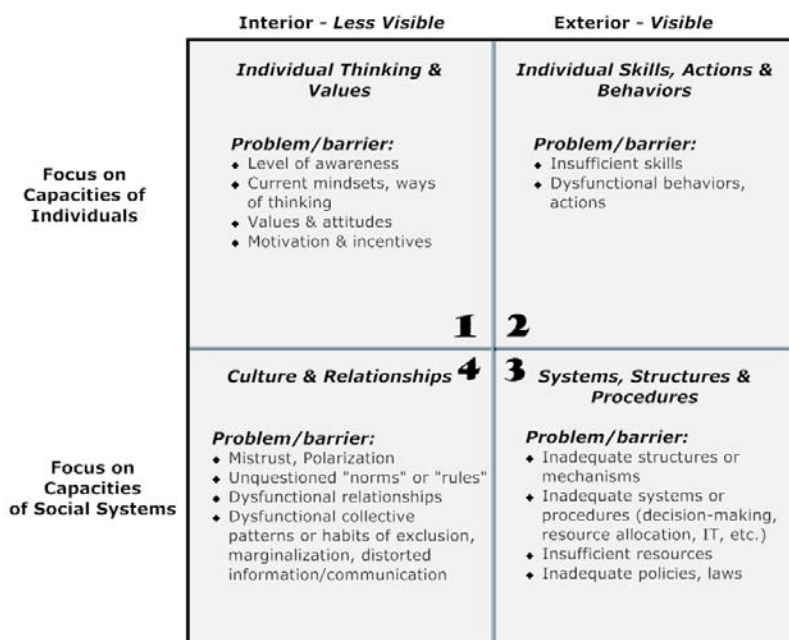 Interior - Less Visible
Exterior - Visible
Focus on
Capacities of
Individuals
Individual Thinking &
Values
Problem/barrier:
◆ Level of awareness
◆ Current mindsets, ways
of thinking
◆ Values & attitudes
◆ Motivation & incentives
1
Individual Skills, Actions &
Behaviors
Problem/barrier:
◆ Insufficient skills
◆ Dysfunctional behaviors,
actions
2
Focus on
Capacities
of Social Systems
Culture & Relationships
4
Problem/barrier:
◆ Mistrust, Polarization
◆ Unquestioned "norms" or "rules"
◆ Dysfunctional relationships
◆ Dysfunctional collective
patterns or habits of exclusion,
marginalization, distorted
information/communication
3
Systems, Structures &
Procedures
Problem/barrier:
◆ Inadequate structures or
mechanisms
◆ Inadequate systems or
procedures (decision-making,
resource allocation, IT, etc.)
◆ Insufficient resources
◆ Inadequate policies, laws